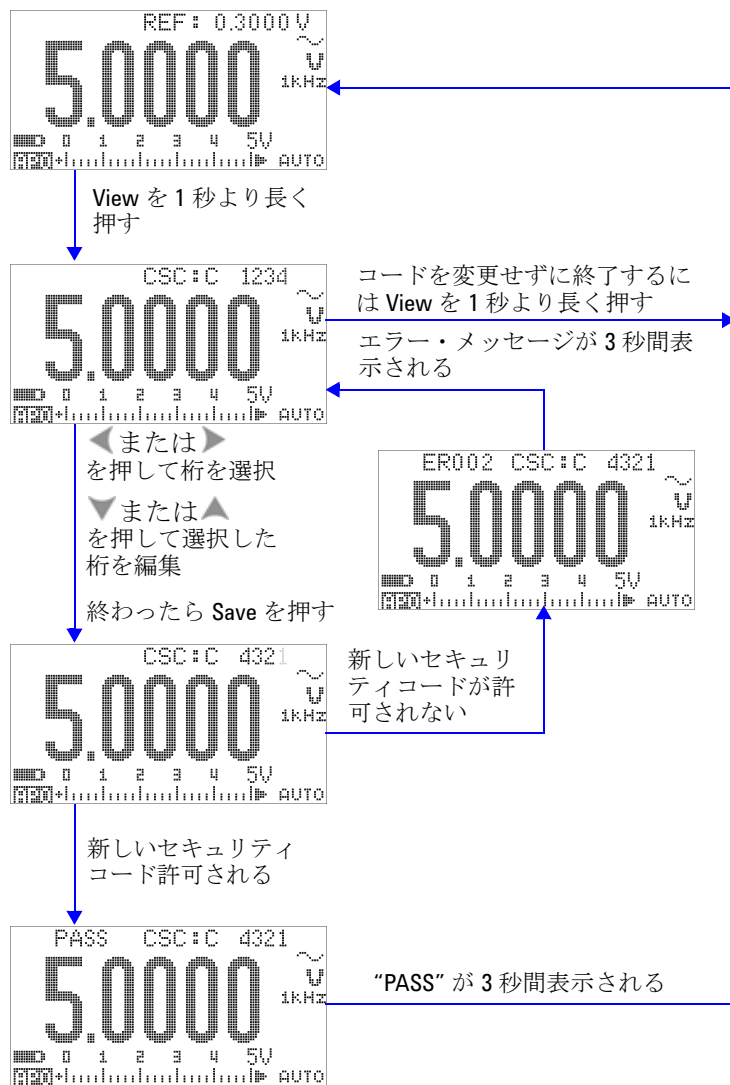 REF: 0.3000 V
5.0000 V
1kHz
0 1 2 3 4 5V
APO AUTO
View を 1 秒より長く
押す
CSC:C 1234
5.0000 V
1kHz
0 1 2 3 4 5V
APO AUTO
コードを変更せずに終了するに
は View を 1 秒より長く押す
エラー・メッセージが 3 秒間表
示される
◀または▶
を押して桁を選択
▼または▲
を押して選択した
桁を編集
終わったら Save を押す
ER002 CSC:C 4321
5.0000 V
1kHz
0 1 2 3 4 5V
APO AUTO
CSC:C 4321
5.0000 V
1kHz
0 1 2 3 4 5V
APO AUTO
新しいセキュリ
ティコードが許
可されない
新しいセキュリティ
コード許可される
PASS CSC:C 4321
5.0000 V
1kHz
0 1 2 3 4 5V
APO AUTO
“PASS” が 3 秒間表示される